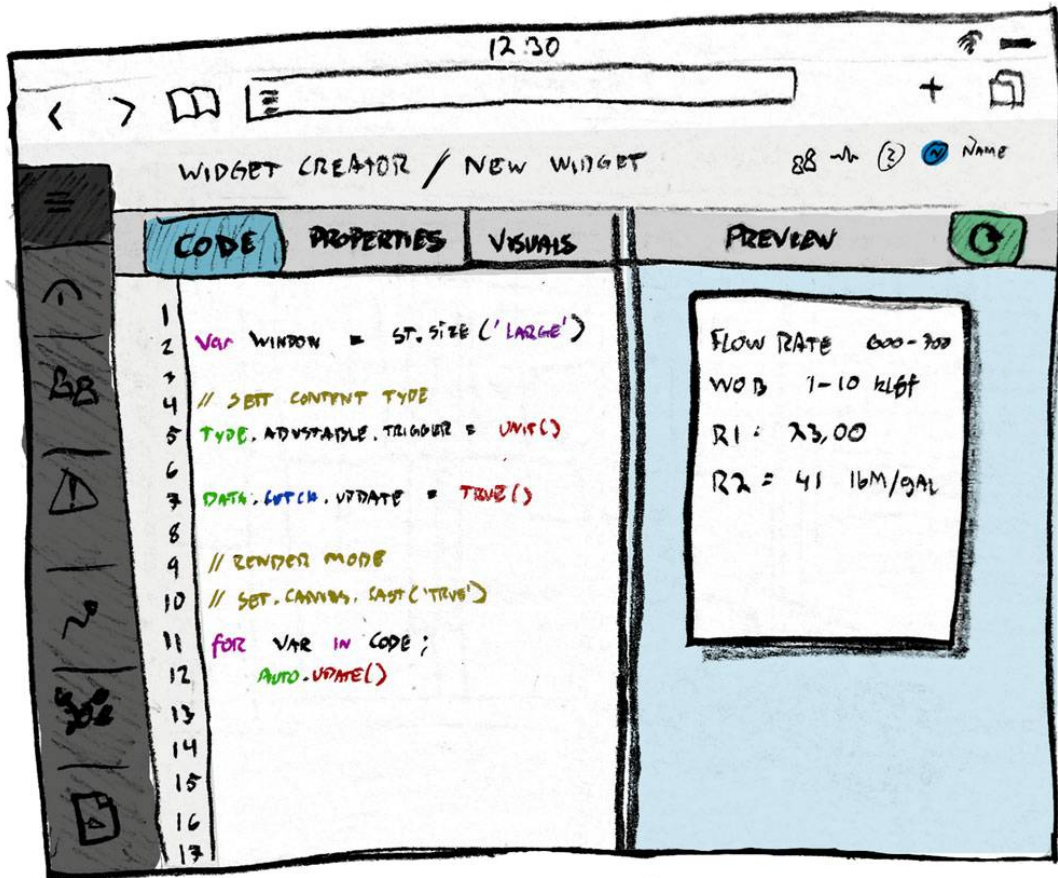 12:30
WIDGET CREATOR / NEW WIDGET
? N NAME
CODE PROPERTIES VISUALS PREVIEW
1
2 Var WINDOW = ST.SIZE ('LARGE')
3
4 // SETT CONTENT TYPE
5 TYPE.ADUSTABLE.TRIGGER = UNIT()
6
7 DATA.FETCH.UPDATE = TRUE()
8
9 // RENDER MODE
10 // SET.CANVAS.CAST('TRUE')
11 FOR VAR IN CODE;
12 AUTO.UPDATE()
13
14
15
16
17
FLOW RATE
WOB 1-10 klbf
R1: 23,00
R2 = 41 lbM/gAL